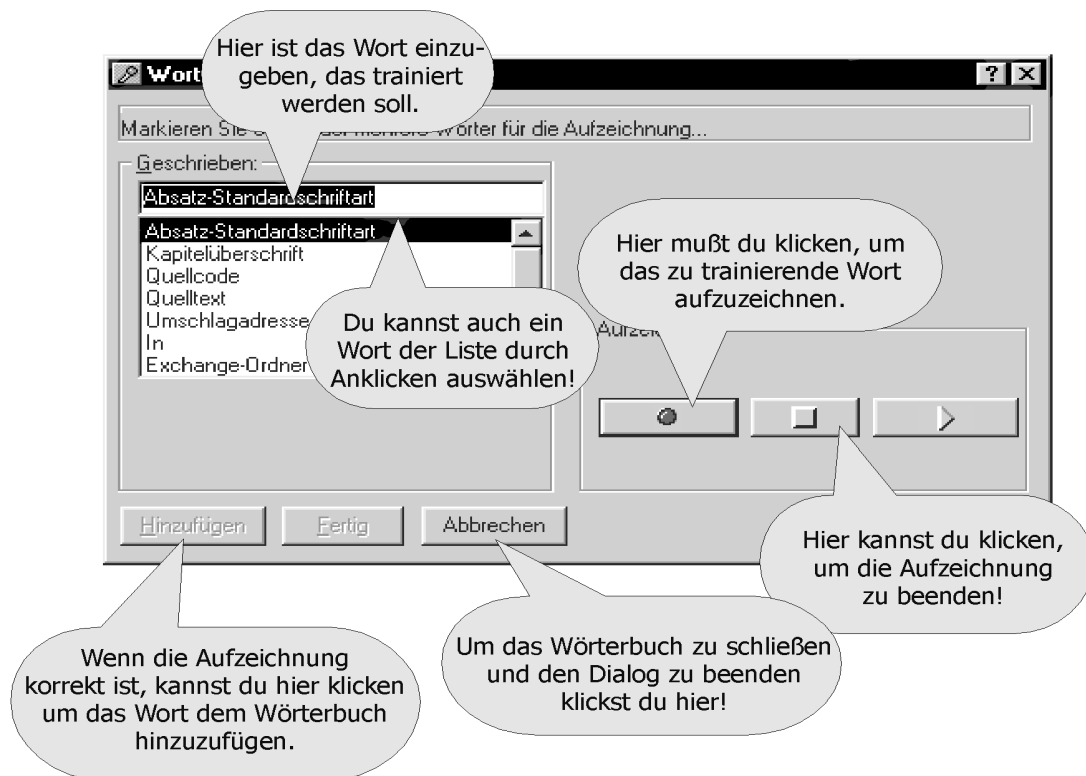 Hier ist das Wort einzu-
geben, das trainiert
werden soll.
Wort
Markieren Sie Wörter für die Aufzeichnung...
Geschrieben:
Absatz-Standardschriftart
Absatz-Standardschriftart
Kapitelüberschrift
Quellcode
Quelltext
Umschlagadresse
In
Exchange-Ordner
Du kannst auch ein
Wort der Liste durch
Anklicken auswählen!
Hier mußt du klicken, um
das zu trainierende Wort
aufzuzeichnen.
Hinzufügen
Fertig
Abbrechen
Hier kannst du klicken,
um die Aufzeichnung
zu beenden!
Wenn die Aufzeichnung
korrekt ist, kannst du hier klicken
um das Wort dem Wörterbuch
hinzuzufügen.
Um das Wörterbuch zu schließen
und den Dialog zu beenden
klickst du hier!